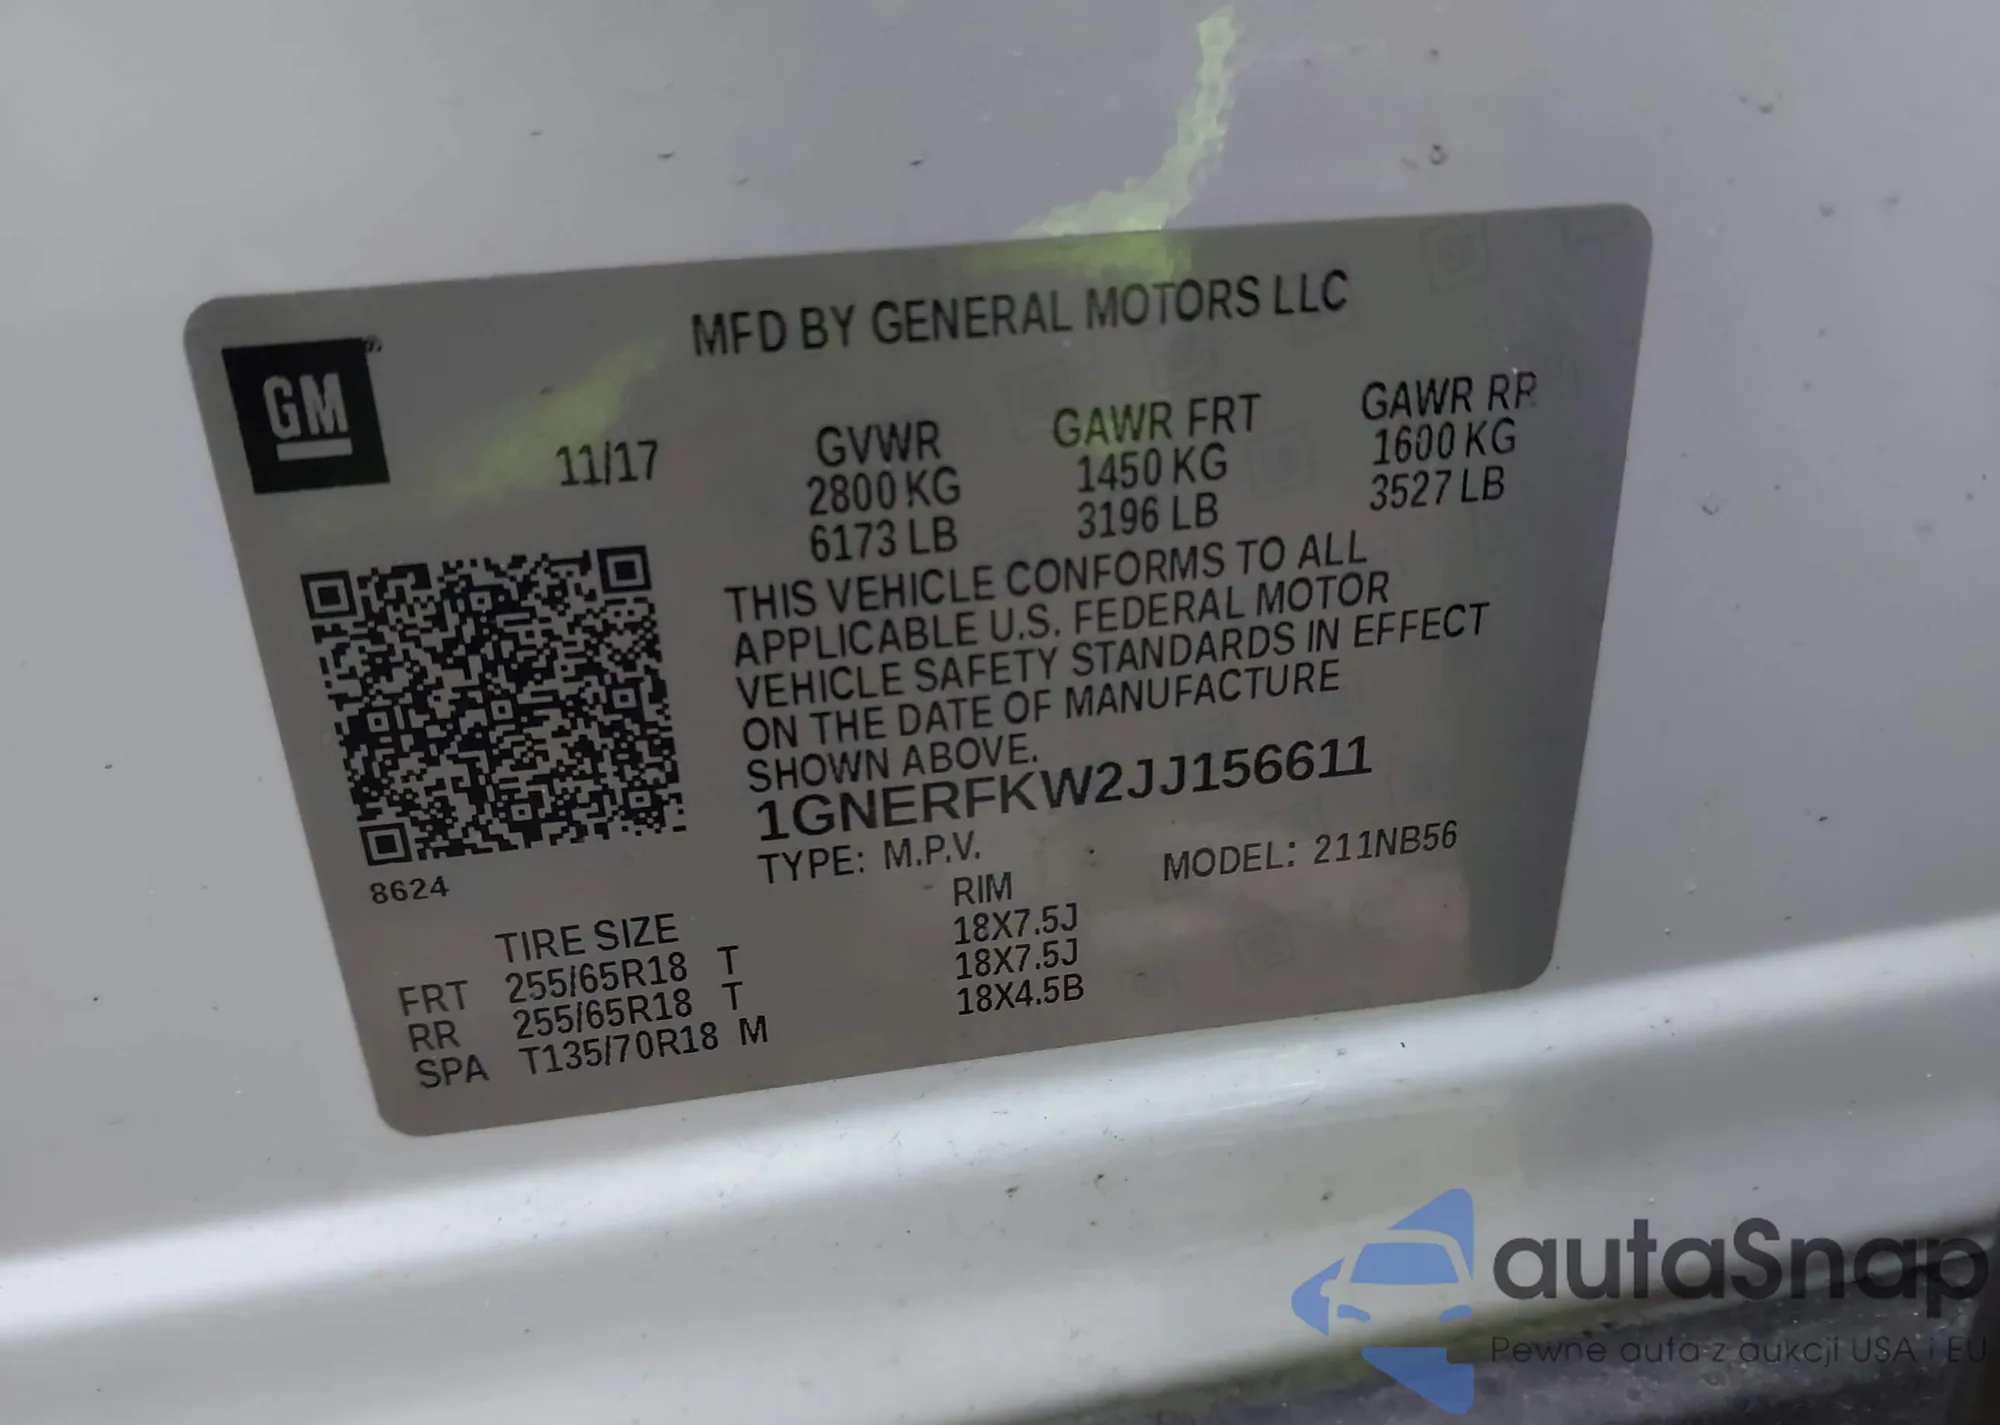 MFD BY GENERAL MOTORS LLC
GM®
11/17
GVWR
2800 KG
6173 LB
GAWR FRT
1450 KG
3196 LB
GAWR RR
1600 KG
3527 LB
THIS VEHICLE CONFORMS TO ALL
APPLICABLE U.S. FEDERAL MOTOR
VEHICLE SAFETY STANDARDS IN EFFECT
ON THE DATE OF MANUFACTURE
SHOWN ABOVE.
1GNERFKW2JJ156611
TYPE: M.P.V. MODEL: 211NB56
8624
TIRE SIZE RIM
FRT 255/65R18 T 18X7.5J
RR 255/65R18 T 18X7.5J
SPA T135/70R18 M 18X4.5B
autaSnap
Pewne auta z aukcji USA i EU